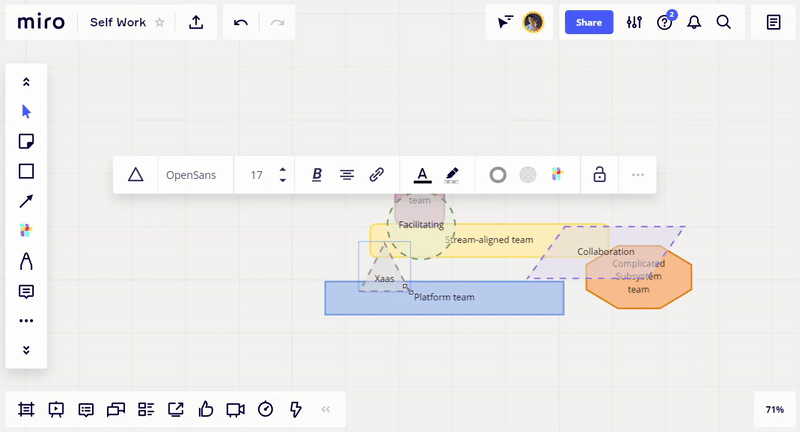 miro
Self Work
Share
2
OpenSans
17
B
A
team
Facilitating
Stream-aligned team
Collaboration
Complicated
Subsystem
team
Xaas
Platform team
71%